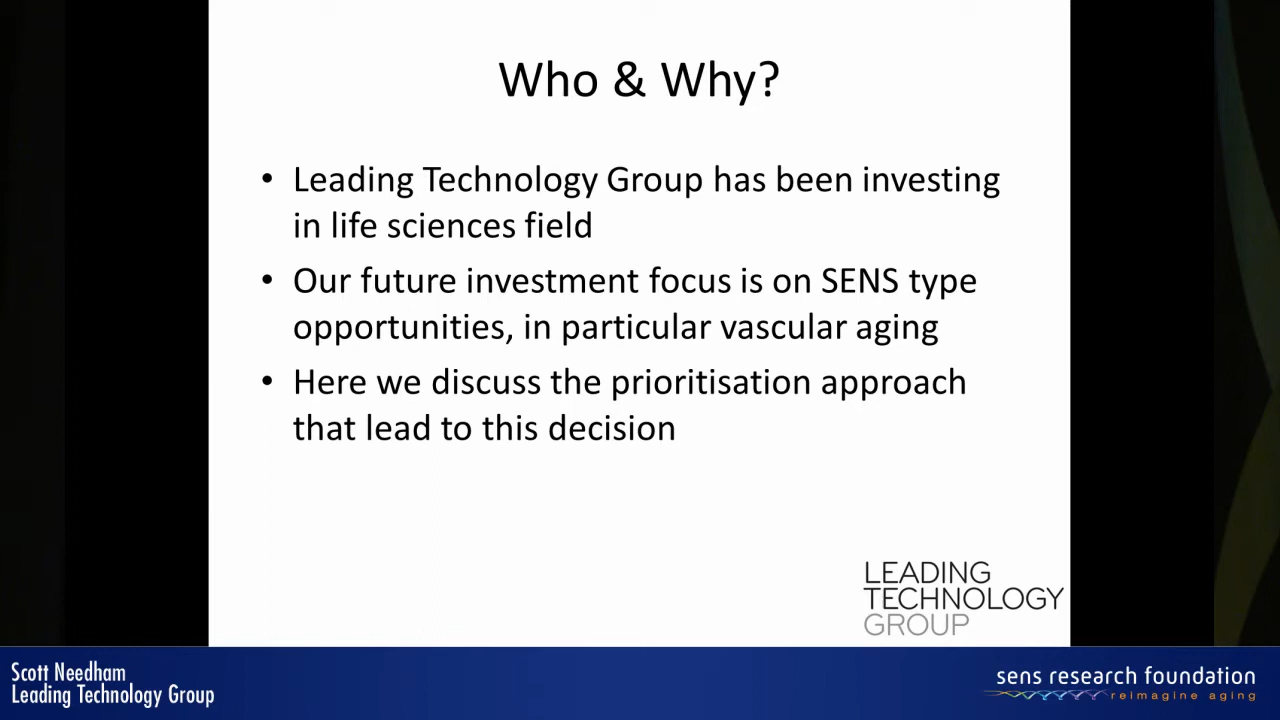 Who & Why?
• Leading Technology Group has been investing
in life sciences field
• Our future investment focus is on SENS type
opportunities, in particular vascular aging
• Here we discuss the prioritisation approach
that lead to this decision
LEADING
TECHNOLOGY
GROUP
Scott Needham
Leading Technology Group
sens research foundation
reimagine aging